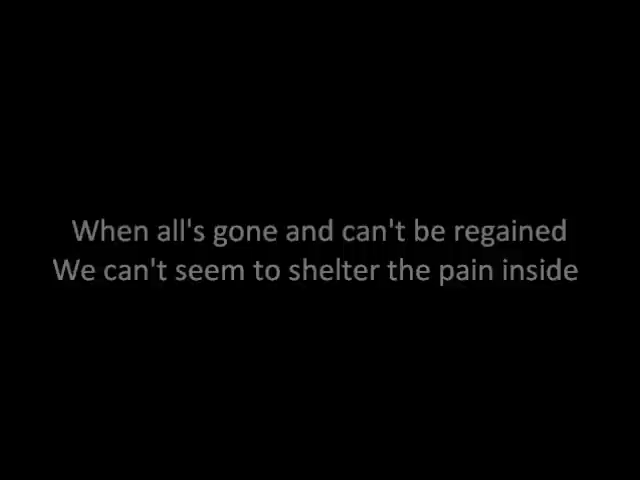 When all's gone and can't be regained
We can't seem to shelter the pain inside